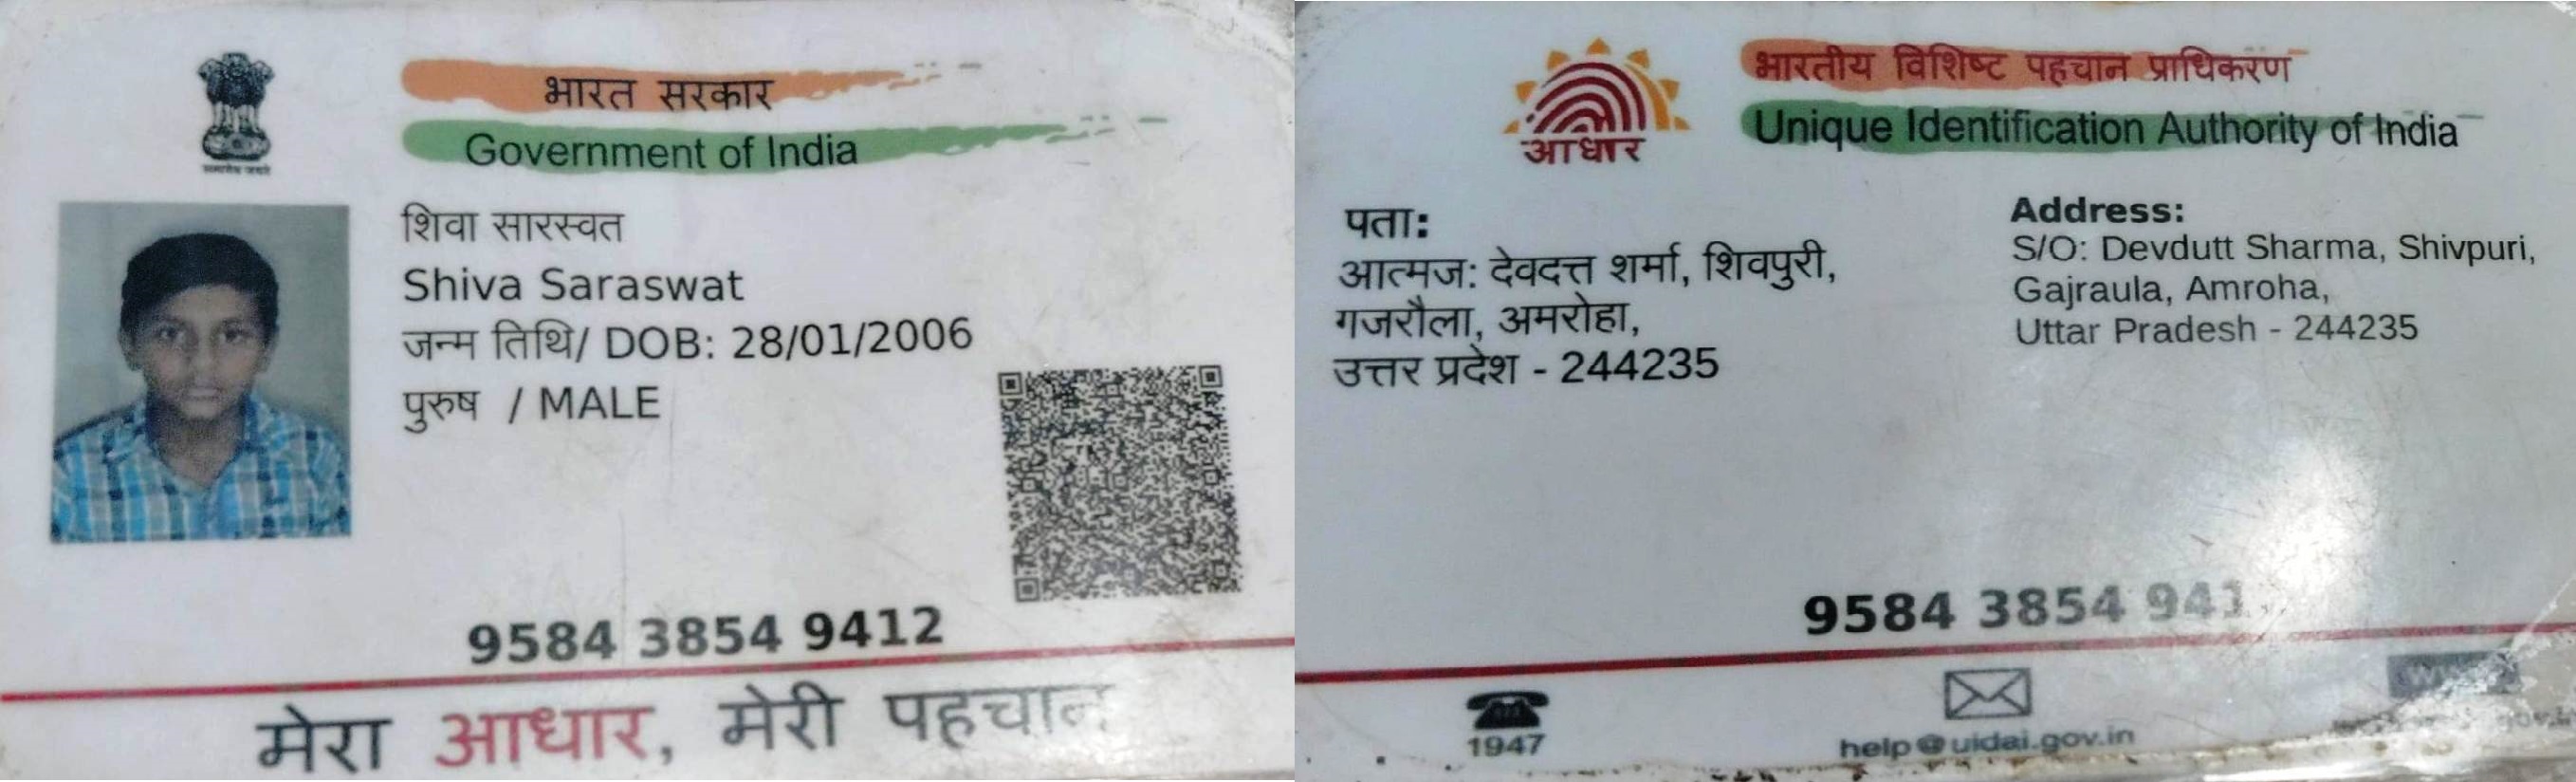 भारत सरकार
Government of India
शिवा सारस्वत
Shiva Saraswat
जन्म तिथि/ DOB: 28/01/2006
पुरुष / MALE
9584 3854 9412
मेरा आधार, मेरी पहचान
भारतीय विशिष्ट पहचान प्राधिकरण
Unique Identification Authority of India
आधार
पता:
आत्मज: देवदत्त शर्मा, शिवपुरी,
गजरौला, अमरोहा,
उत्तर प्रदेश - 244235
Address:
S/O: Devdutt Sharma, Shivpuri,
Gajraula, Amroha,
Uttar Pradesh - 244235
9584 3854 941
1947
help@uidai.gov.in